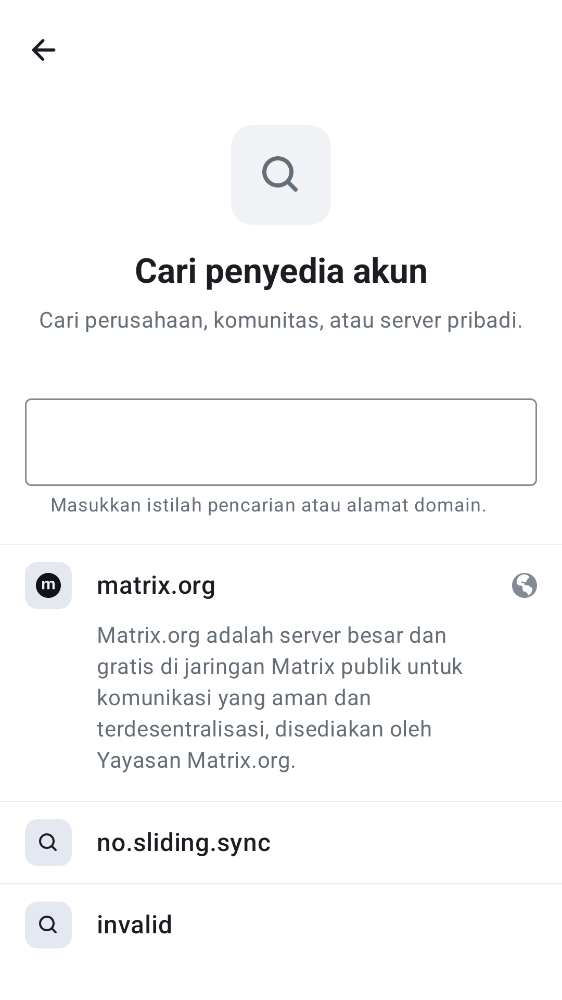 Cari penyedia akun
Cari perusahaan, komunitas, atau server pribadi.
Masukkan istilah pencarian atau alamat domain.
m
matrix.org
Matrix.org adalah server besar dan
gratis di jaringan Matrix publik untuk
komunikasi yang aman dan
terdesentralisasi, disediakan oleh
Yayasan Matrix.org.
no.sliding.sync
invalid